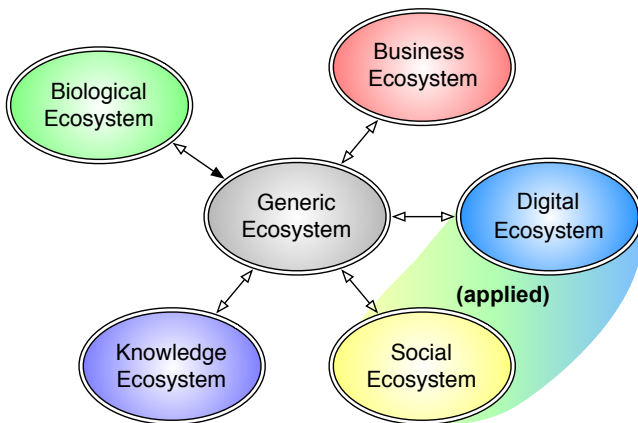 Business
Ecosystem
Biological
Ecosystem
Generic
Ecosystem
Digital
Ecosystem
(applied)
Knowledge
Ecosystem
Social
Ecosystem